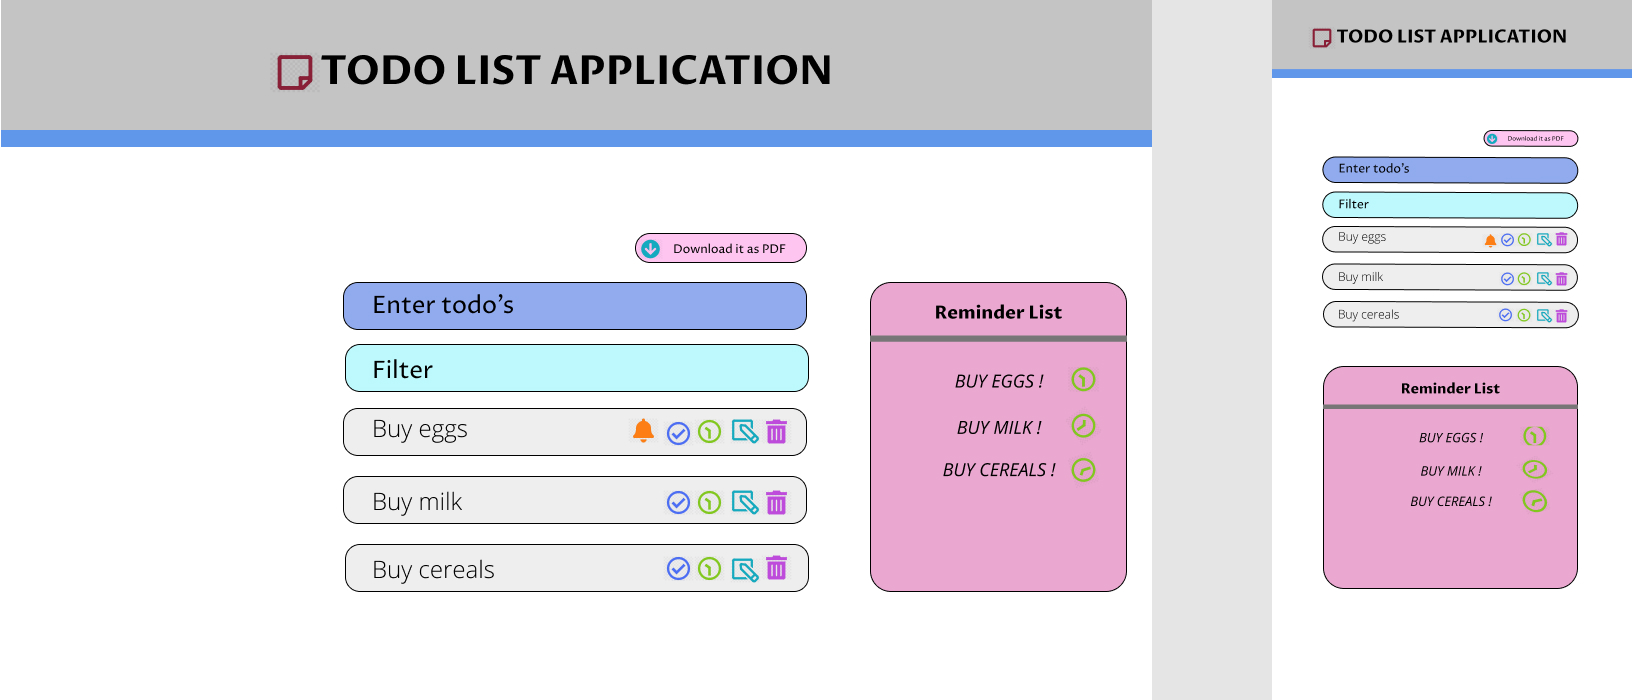 TODO LIST APPLICATION
Download it as PDF
Enter todo's
Filter
Buy eggs
Buy milk
Buy cereals
Reminder List
BUY EGGS !
BUY MILK !
BUY CEREALS !
TODO LIST APPLICATION
Download it as PDF
Enter todo's
Filter
Buy eggs
Buy milk
Buy cereals
Reminder List
BUY EGGS !
BUY MILK !
BUY CEREALS !